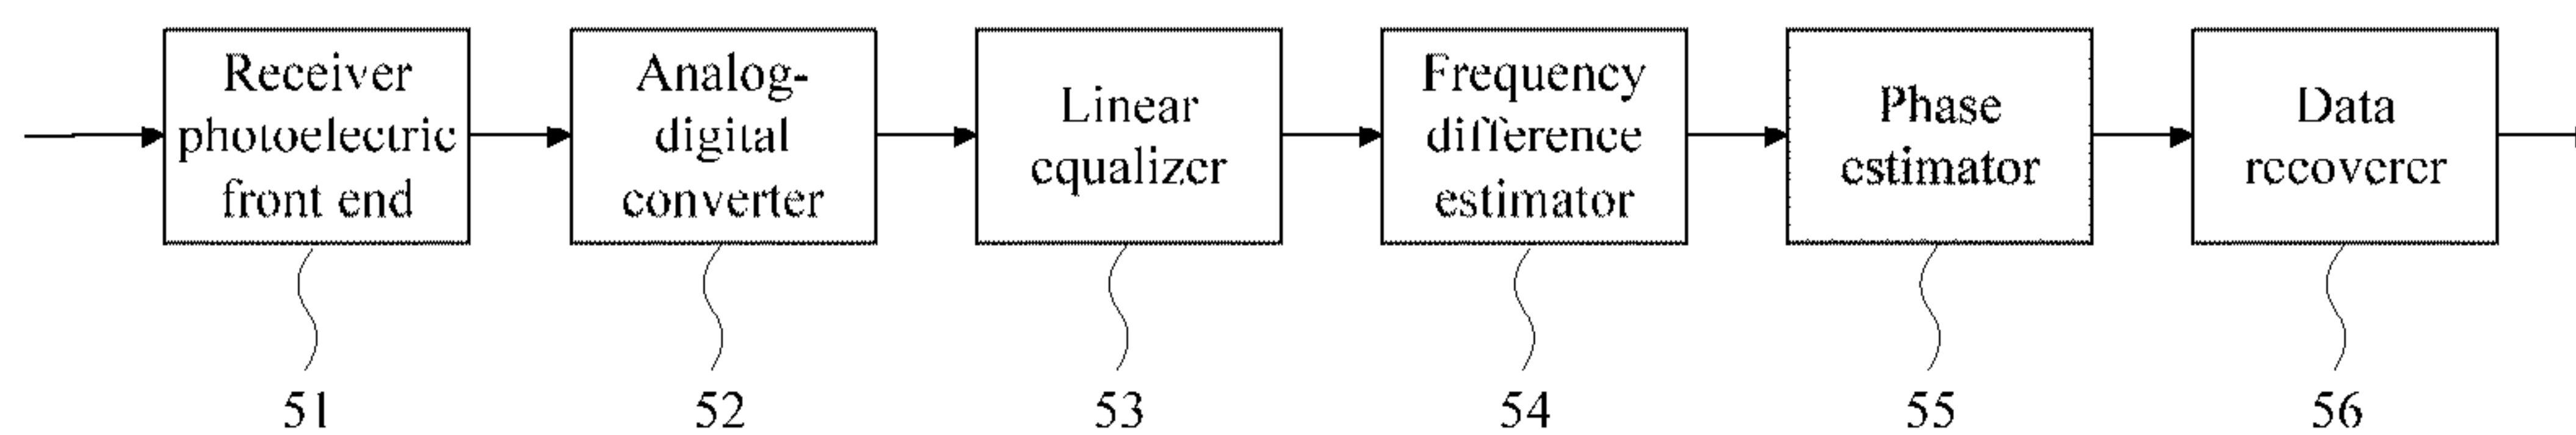 Receiver
photoelectric
front end
Analog-
digital
converter
Linear
equalizer
Frequency
difference
estimator
Phase
estimator
Data
recoverer
51
52
53
54
55
56